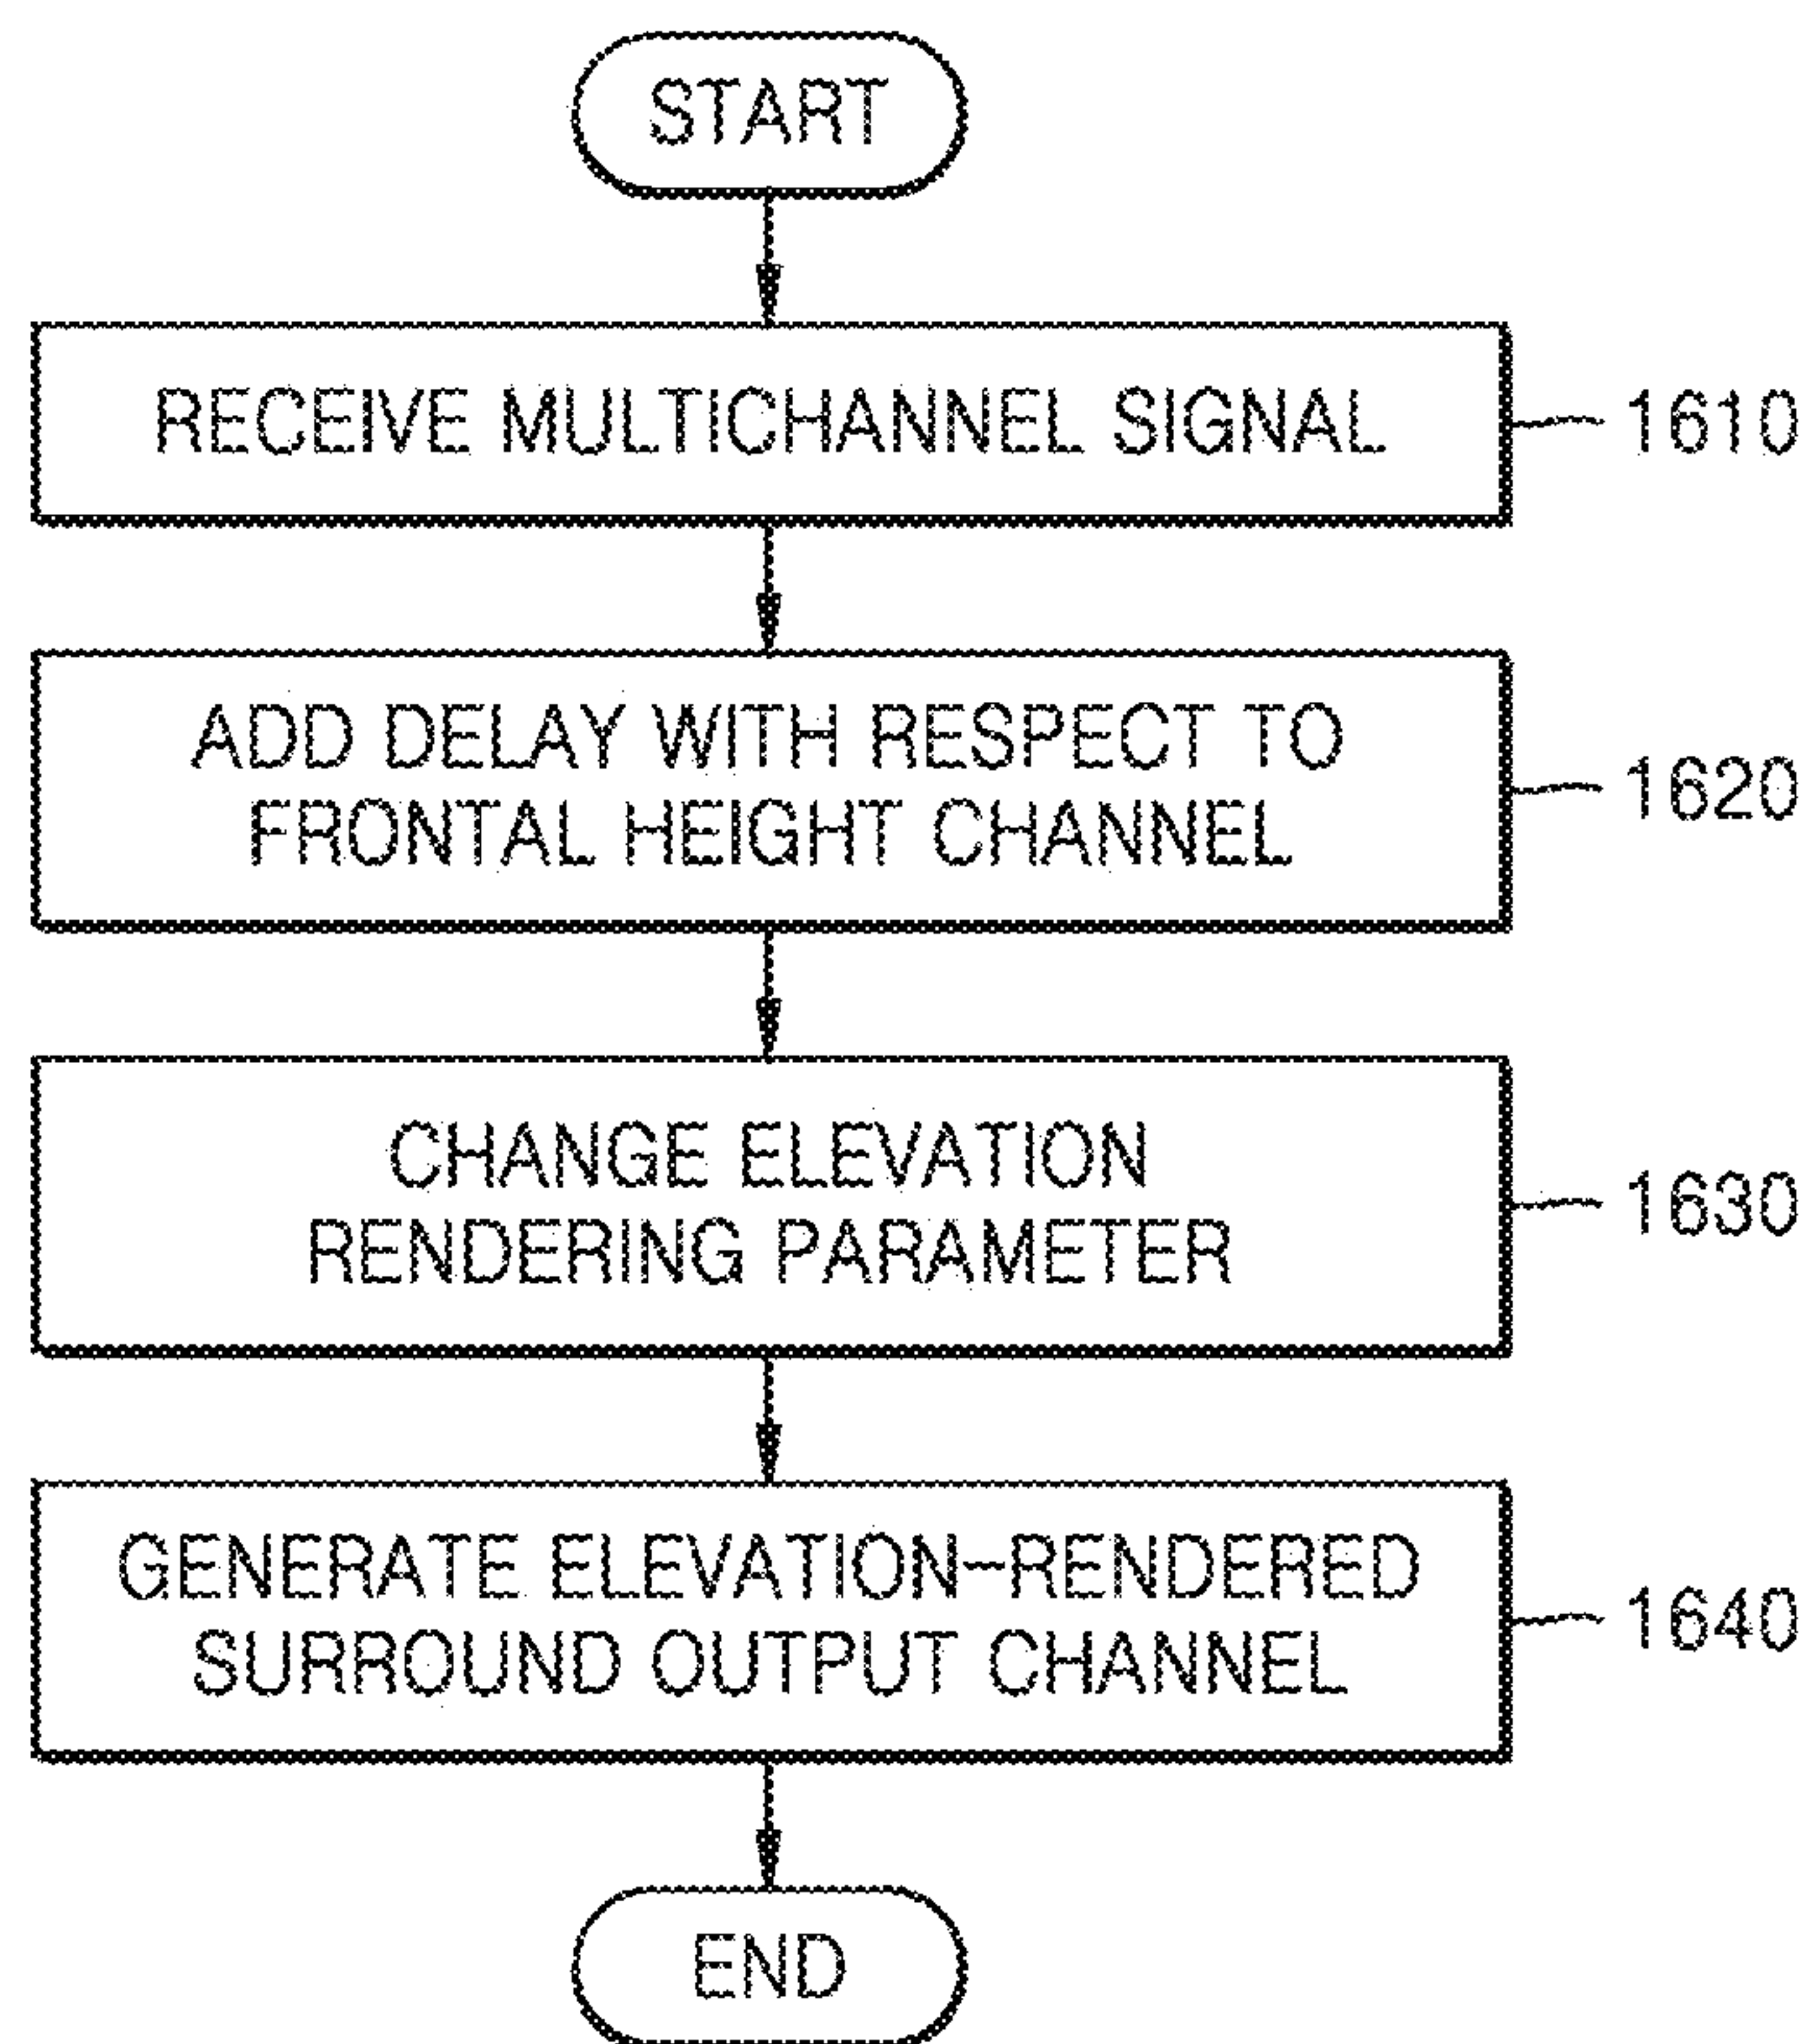 START
RECEIVE MULTICHANNEL SIGNAL
1610
ADD DELAY WITH RESPECT TO
FRONTAL HEIGHT CHANNEL
1620
CHANGE ELEVATION
RENDERING PARAMETER
1630
GENERATE ELEVATION-RENDERED
SURROUND OUTPUT CHANNEL
1640
END